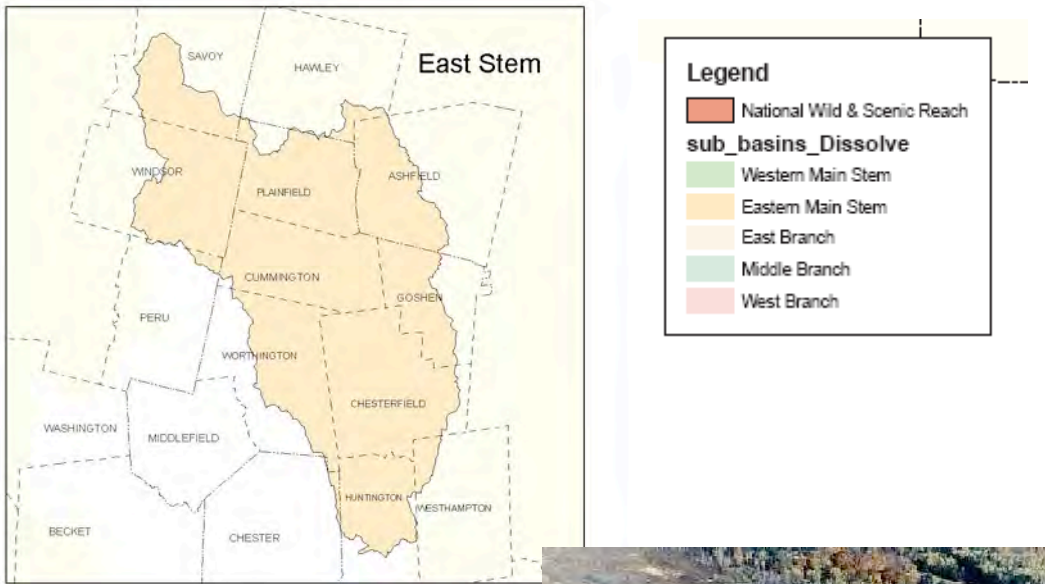 East Stem
SAVOY
HAWLEY
WINDSOR
ASHFIELD
PLAINFIELD
CUMMINGTON
GOSHEN
PERU
WORTHINGTON
CHESTERFIELD
WASHINGTON
MIDDLEFIELD
HUNTINGTON
WESTHAMPTON
BECKET
CHESTER
Legend
National Wild & Scenic Reach
sub_basins_Dissolve
Western Main Stem
Eastern Main Stem
East Branch
Middle Branch
West Branch